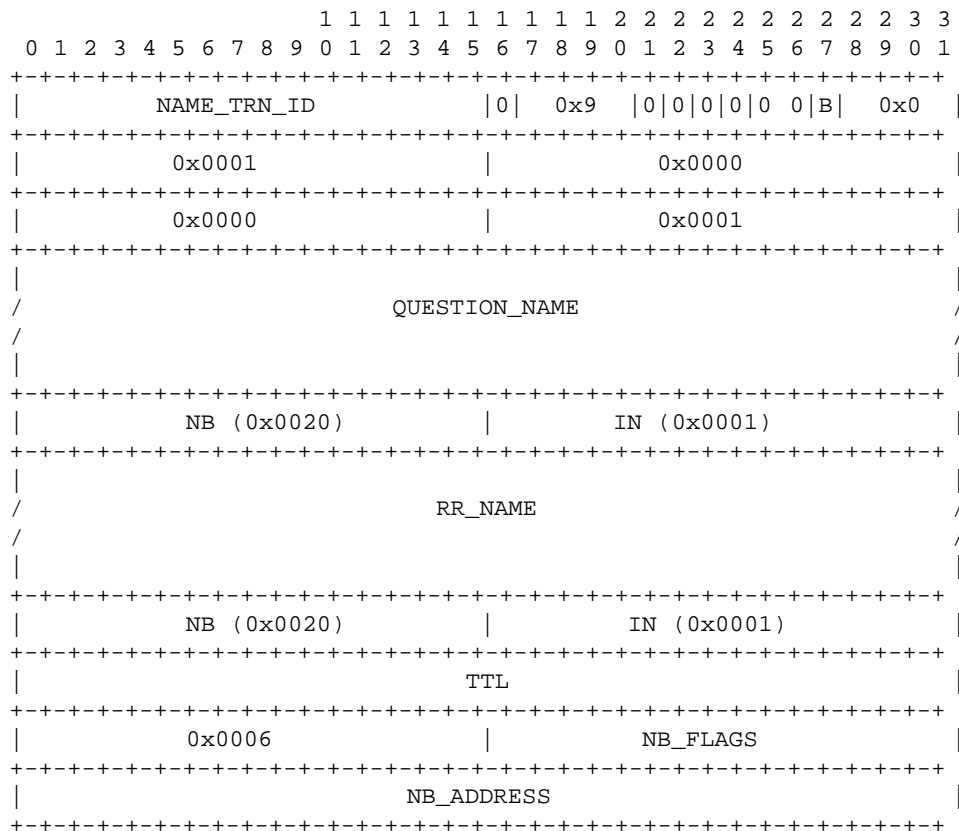 1 1 1 1 1 1 1 1 1 1 2 2 2 2 2 2 2 2 2 2 3 3
 0 1 2 3 4 5 6 7 8 9 0 1 2 3 4 5 6 7 8 9 0 1 2 3 4 5 6 7 8 9 0 1
+-+-+-+-+-+-+-+-+-+-+-+-+-+-+-+-+-+-+-+-+-+-+-+-+-+-+-+-+-+-+-+-+
|         NAME_TRN_ID            |0|  0x9  |0|0|0|0|0 0|B|  0x0  |
+-+-+-+-+-+-+-+-+-+-+-+-+-+-+-+-+-+-+-+-+-+-+-+-+-+-+-+-+-+-+-+-+
|          0x0001                |           0x0000               |
+-+-+-+-+-+-+-+-+-+-+-+-+-+-+-+-+-+-+-+-+-+-+-+-+-+-+-+-+-+-+-+-+
|          0x0000                |           0x0001               |
+-+-+-+-+-+-+-+-+-+-+-+-+-+-+-+-+-+-+-+-+-+-+-+-+-+-+-+-+-+-+-+-+
|                                                                 |
/                         QUESTION_NAME                           /
/                                                                 /
|                                                                 |
+-+-+-+-+-+-+-+-+-+-+-+-+-+-+-+-+-+-+-+-+-+-+-+-+-+-+-+-+-+-+-+-+
|           NB (0x0020)          |        IN (0x0001)             |
+-+-+-+-+-+-+-+-+-+-+-+-+-+-+-+-+-+-+-+-+-+-+-+-+-+-+-+-+-+-+-+-+
|                                                                 |
/                            RR_NAME                              /
/                                                                 /
|                                                                 |
+-+-+-+-+-+-+-+-+-+-+-+-+-+-+-+-+-+-+-+-+-+-+-+-+-+-+-+-+-+-+-+-+
|           NB (0x0020)          |         IN (0x0001)            |
+-+-+-+-+-+-+-+-+-+-+-+-+-+-+-+-+-+-+-+-+-+-+-+-+-+-+-+-+-+-+-+-+
|                              TTL                                |
+-+-+-+-+-+-+-+-+-+-+-+-+-+-+-+-+-+-+-+-+-+-+-+-+-+-+-+-+-+-+-+-+
|           0x0006               |          NB_FLAGS              |
+-+-+-+-+-+-+-+-+-+-+-+-+-+-+-+-+-+-+-+-+-+-+-+-+-+-+-+-+-+-+-+-+
|                          NB_ADDRESS                             |
+-+-+-+-+-+-+-+-+-+-+-+-+-+-+-+-+-+-+-+-+-+-+-+-+-+-+-+-+-+-+-+-+